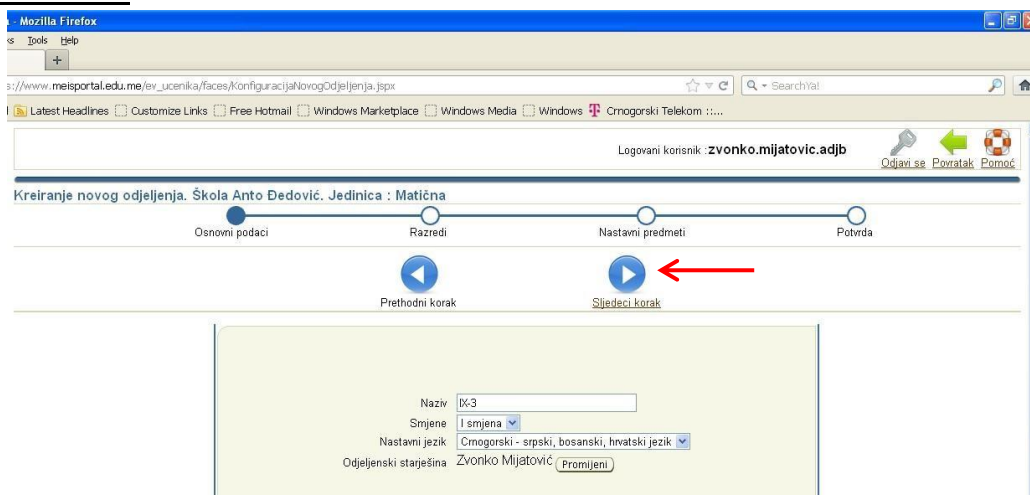 - Mozilla Firefox
ks Tools Help
+
s://www.meisportal.edu.me/ev_ucenika/faces/KonfiguracijaNovogOdjeljenja.jspx SearchYa!
Latest Headlines Customize Links Free Hotmail Windows Marketplace Windows Media Windows Crnogorski Telekom ::...
Logovani korisnik :zvonko.mijatovic.adjb Odjavi se Povratak Pomoć
Kreiranje novog odjeljenja. Škola Anto Đedović. Jedinica : Matična
Osnovni podaci Razredi Nastavni predmeti Potvrda
Prethodni korak Sljedeci korak
Naziv IX-3
Smjene I smjena
Nastavni jezik Crnogorski - srpski, bosanski, hrvatski jezik
Odjeljenski starješina Zvonko Mijatović Promijeni